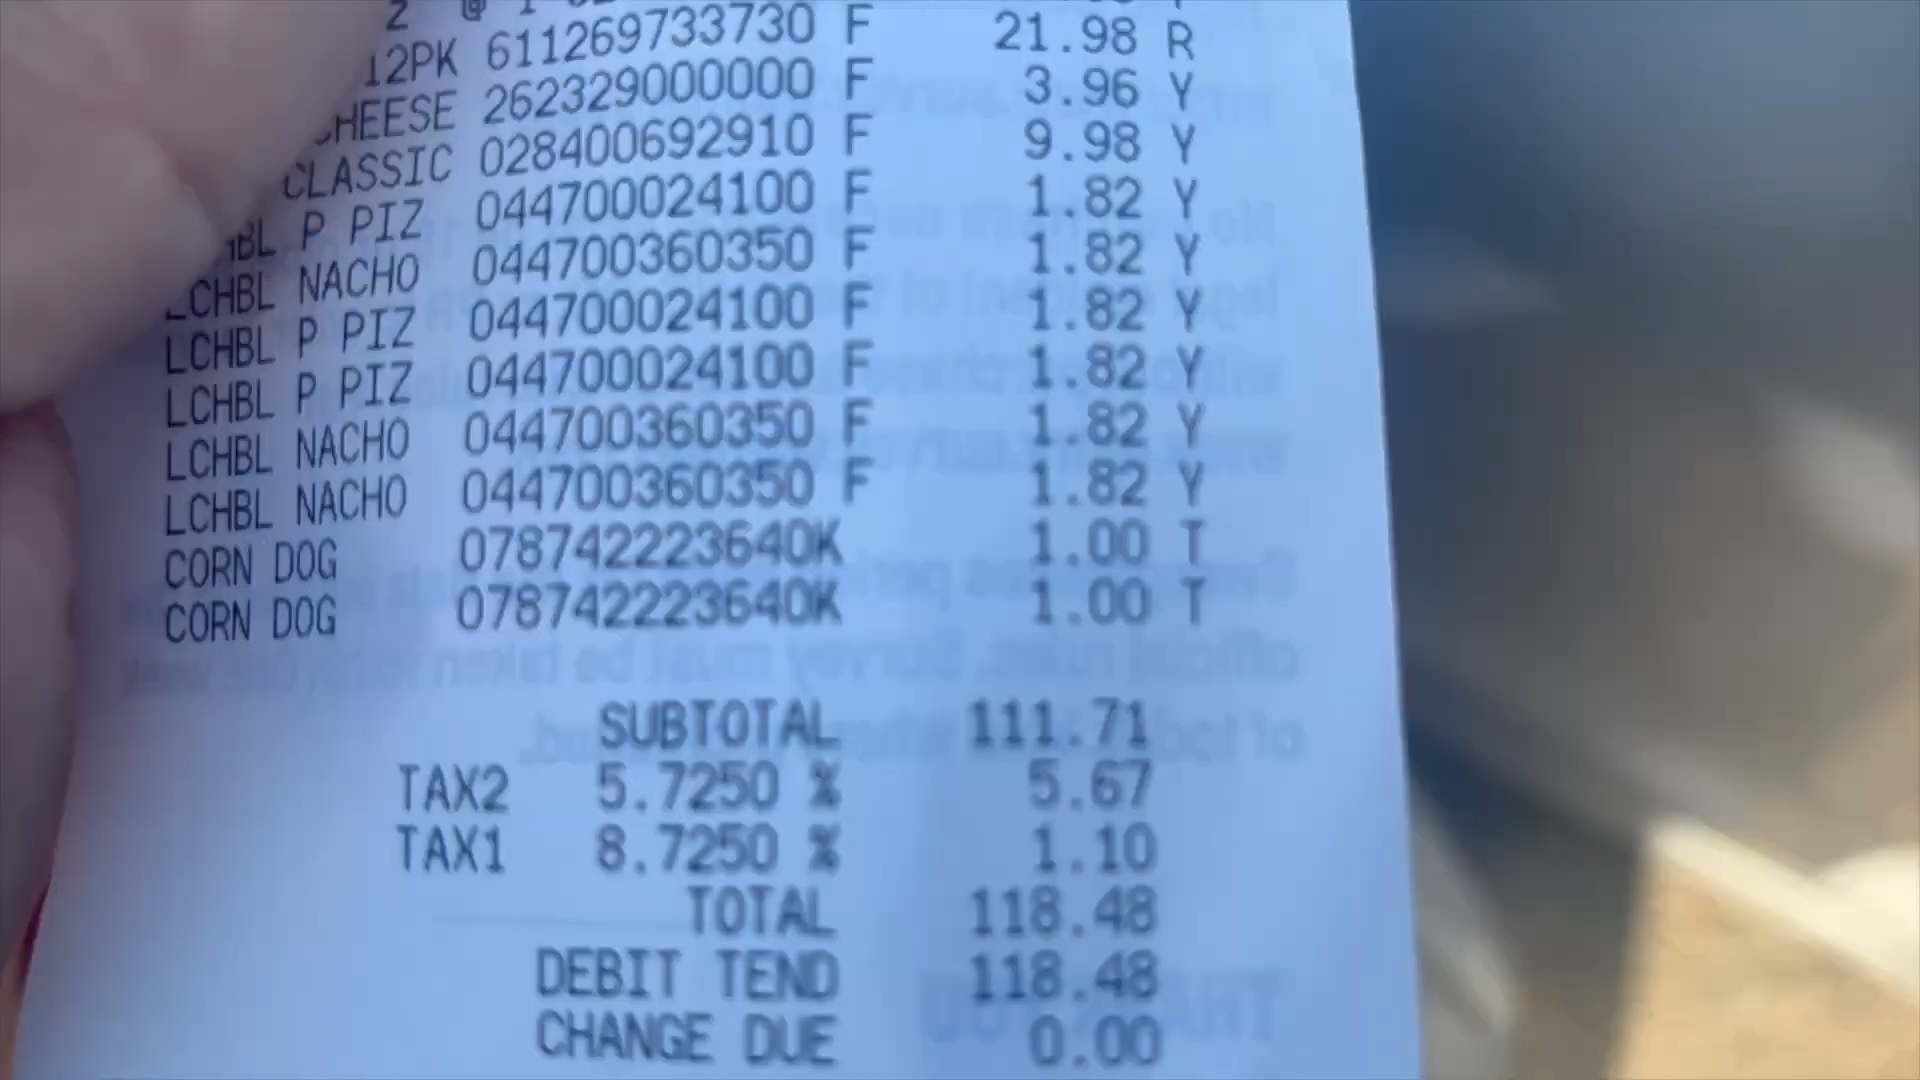 12PK 611269733730 F 21.98 R
CHEESE 262329000000 F 3.96 Y
CLASSIC 028400692910 F 9.98 Y
P PIZ 044700024100 F 1.82 Y
LCHBL NACHO 044700360350 F 1.82 Y
LCHBL P PIZ 044700024100 F 1.82 Y
LCHBL P PIZ 044700024100 F 1.82 Y
LCHBL NACHO 044700360350 F 1.82 Y
LCHBL NACHO 044700360350 F 1.82 Y
CORN DOG 078742223640K 1.00 T
CORN DOG 078742223640K 1.00 T
SUBTOTAL 111.71
TAX2 5.7250 % 5.67
TAX1 8.7250 % 1.10
TOTAL 118.48
DEBIT TEND 118.48
CHANGE DUE 0.00